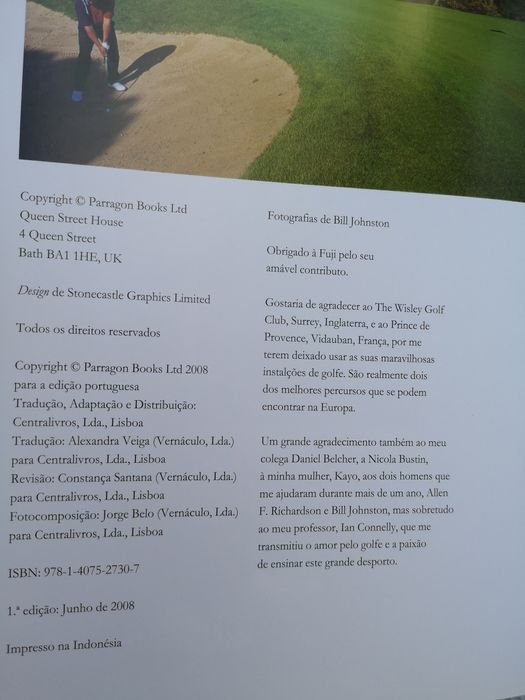 Copyright © Parragon Books Ltd
Queen Street House
4 Queen Street
Bath BA1 1HE, UK
Design de Stonecastle Graphics Limited
Todos os direitos reservados
Copyright © Parragon Books Ltd 2008
para a edição portuguesa
Tradução, Adaptação e Distribuição:
Centralivros, Lda., Lisboa
Tradução: Alexandra Veiga (Vernáculo, Lda.)
para Centralivros, Lda., Lisboa
Revisão: Constança Santana (Vernáculo, Lda.)
para Centralivros, Lda., Lisboa
Fotocomposição: Jorge Belo (Vernáculo, Lda.)
para Centralivros, Lda., Lisboa
ISBN: 978-1-4075-2730-7
1.ª edição: Junho de 2008
Impresso na Indonésia
Fotografias de Bill Johnston
Obrigado à Fuji pelo seu
amável contributo.
Gostaria de agradecer ao The Wisley Golf
Club, Surrey, Inglaterra, e ao Prince de
Provence, Vidauban, França, por me
terem deixado usar as suas maravilhosas
instalções de golfe. São realmente dois
dos melhores percursos que se podem
encontrar na Europa.
Um grande agradecimento também ao meu
colega Daniel Belcher, a Nicola Bustin,
à minha mulher, Kayo, aos dois homens que
me ajudaram durante mais de um ano, Allen
F. Richardson e Bill Johnston, mas sobretudo
ao meu professor, Ian Connelly, que me
transmitiu o amor pelo golfe e a paixão
de ensinar este grande desporto.